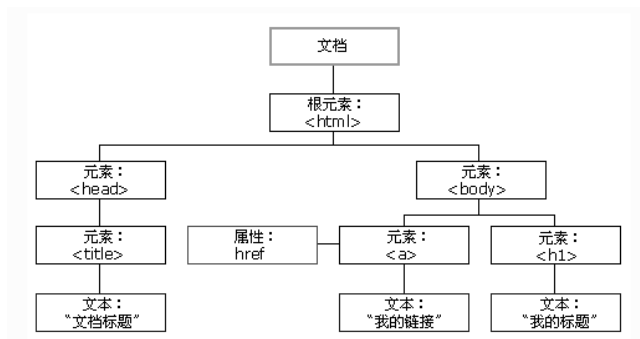 文档
根元素：
<html>
元素：
<head>
元素：
<body>
元素：
<title>
属性：
href
元素：
<a>
元素：
<h1>
文本：
“文档标题”
文本：
“我的链接”
文本：
“我的标题”